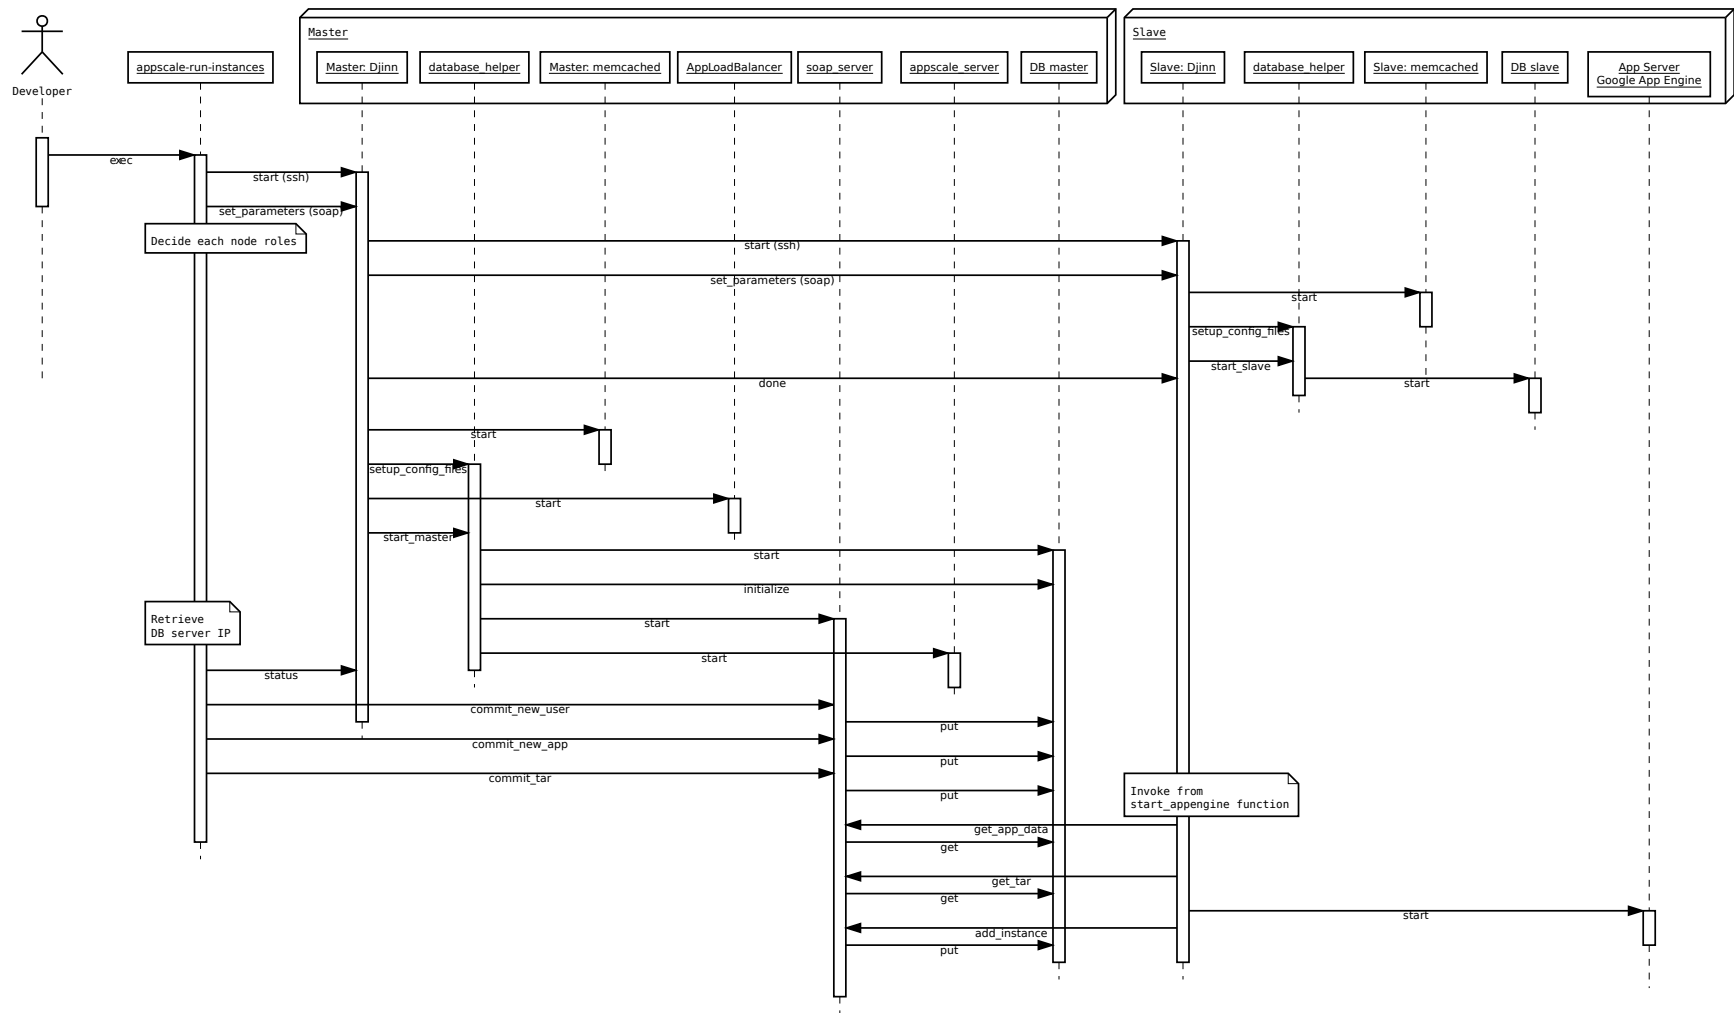 Master
Slave
appscale-run-instances
Master: Djinn
database_helper
Master: memcached
AppLoadBalancer
soap_server
appscale_server
DB master
Slave: Djinn
database_helper
Slave: memcached
DB slave
App Server
Google App Engine
Developer
exec
start (ssh)
set_parameters (soap)
Decide each node roles
start (ssh)
set_parameters (soap)
start
setup_config_files
start_slave
done
start
start
setup_config_files
start
start_master
start
initialize
Retrieve
DB server IP
start
start
status
commit_new_user
put
commit_new_app
put
commit_tar
put
Invoke from
start_appengine function
get_app_data
get
get_tar
get
start
add_instance
put